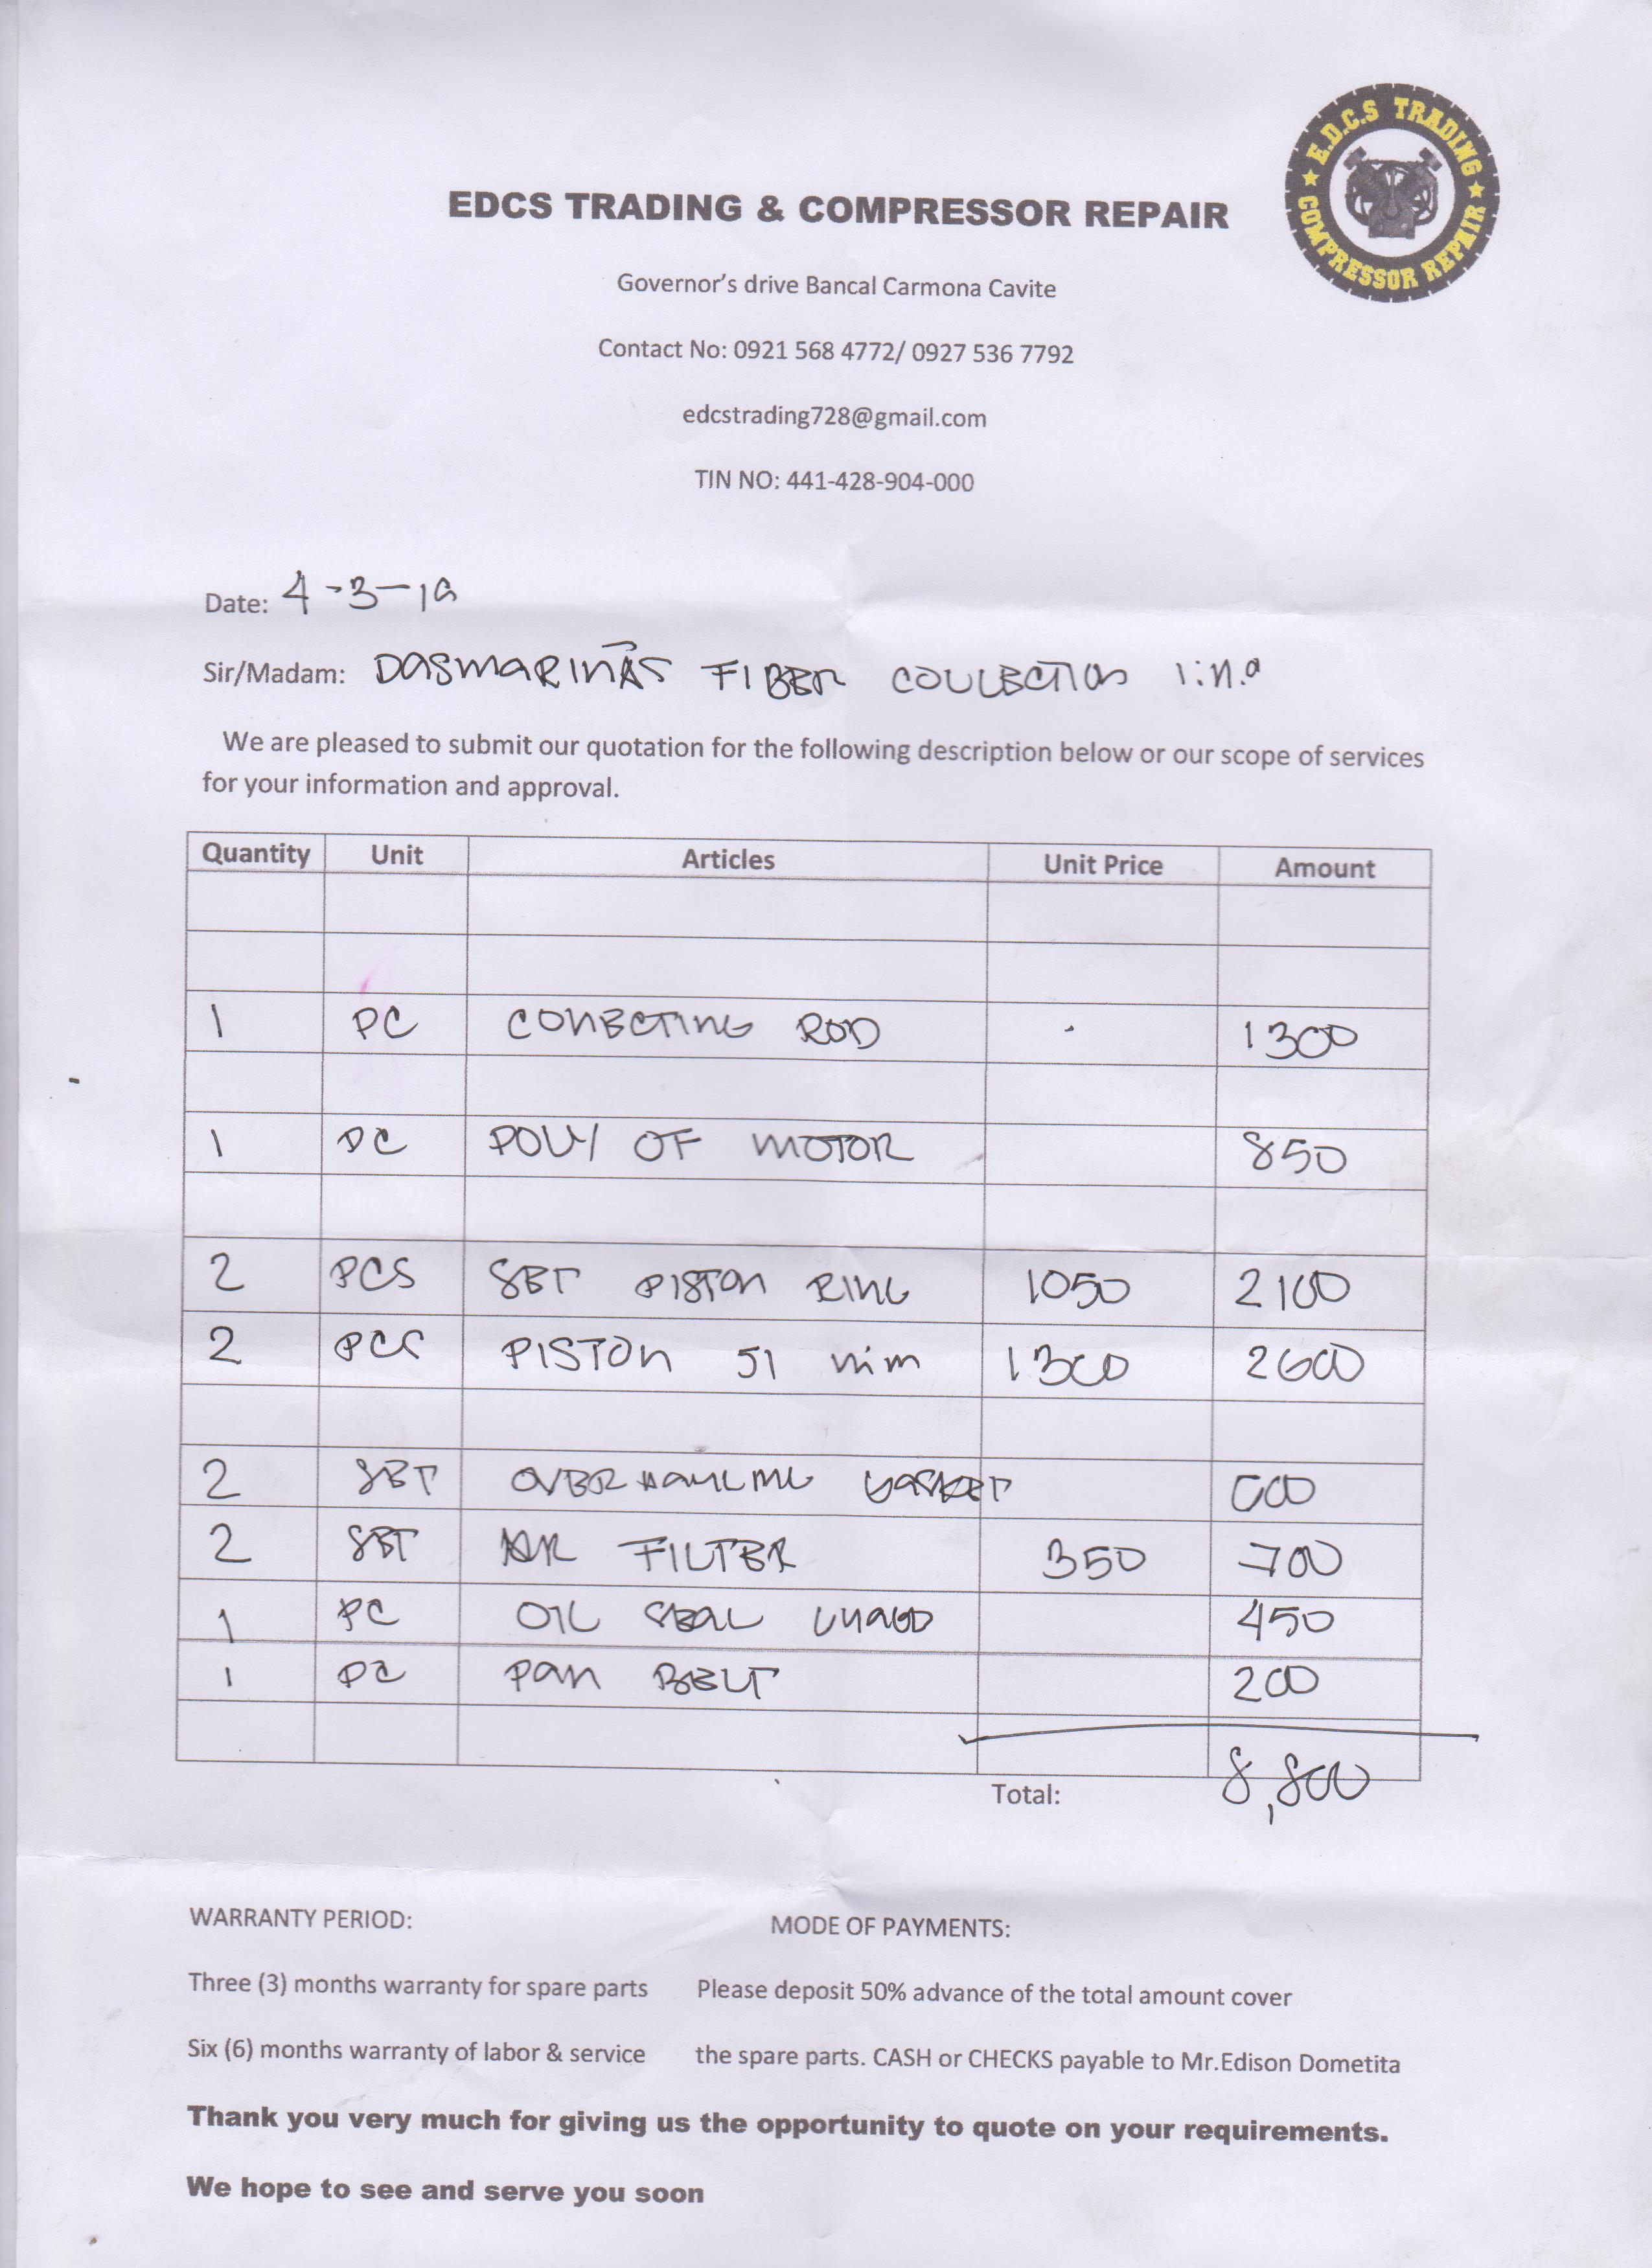 E.D.C.S TRADING
COMPRESSOR REPAIR
EDCS TRADING & COMPRESSOR REPAIR
Governor's drive Bancal Carmona Cavite
Contact No: 0921 568 4772/ 0927 536 7792
edcstrading728@gmail.com
TIN NO: 441-428-904-000
Date: 4-3-19
Sir/Madam: DASMARIÑAS FIBER
We are pleased to submit our quotation for the following description below or our scope of services
for your information and approval.
Quantity Unit Articles Unit Price Amount
1 PC CONECTING ROD 1300
1 PC POLY OF MOTOR 850
2 PCS SET PISTON RING 1050 2100
2 PCS PISTON 51 mm 1300 2600
2 SET OVERHAULING GASKET 600
2 SET AIR FILTER 350 700
1 PC OIL SEAL 450
1 PC PAN BELT 200
Total: 8,800
WARRANTY PERIOD: MODE OF PAYMENTS:
Three (3) months warranty for spare parts Please deposit 50% advance of the total amount cover
Six (6) months warranty of labor & service the spare parts. CASH or CHECKS payable to Mr.Edison Dometita
Thank you very much for giving us the opportunity to quote on your requirements.
We hope to see and serve you soon